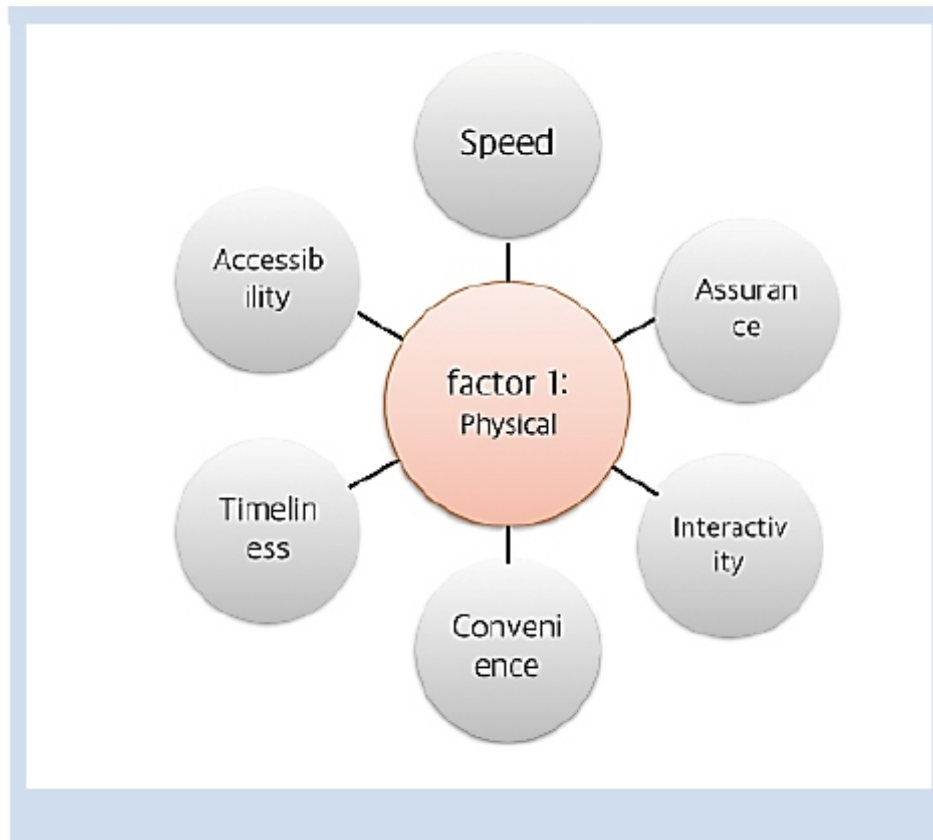 Speed
Accessib
ility
Assuran
ce
factor 1:
Physical
Timelin
ess
Interactiv
ity
Conveni
ence